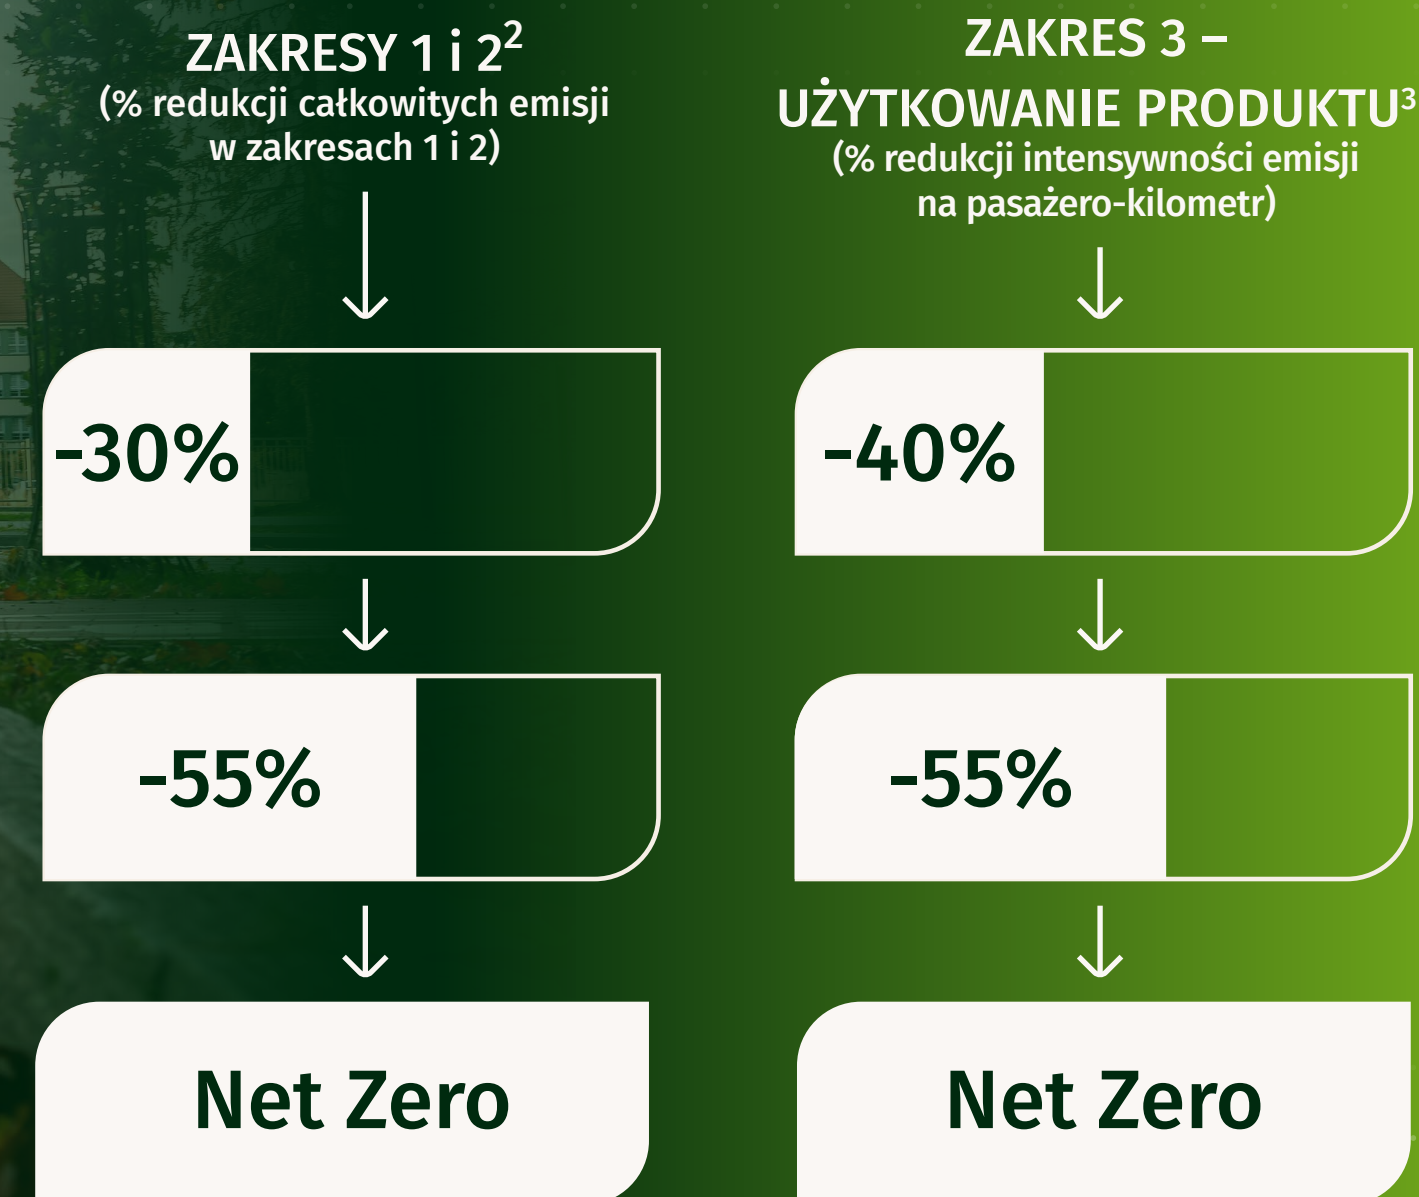 ZAKRESY 1 i 2²
(% redukcji całkowitych emisji
w zakresach 1 i 2)
-30%
-55%
Net Zero
ZAKRES 3 –
UŻYTKOWANIE PRODUKTU³
(% redukcji intensywności emisji
na pasażero-kilometr)
-40%
-55%
Net Zero